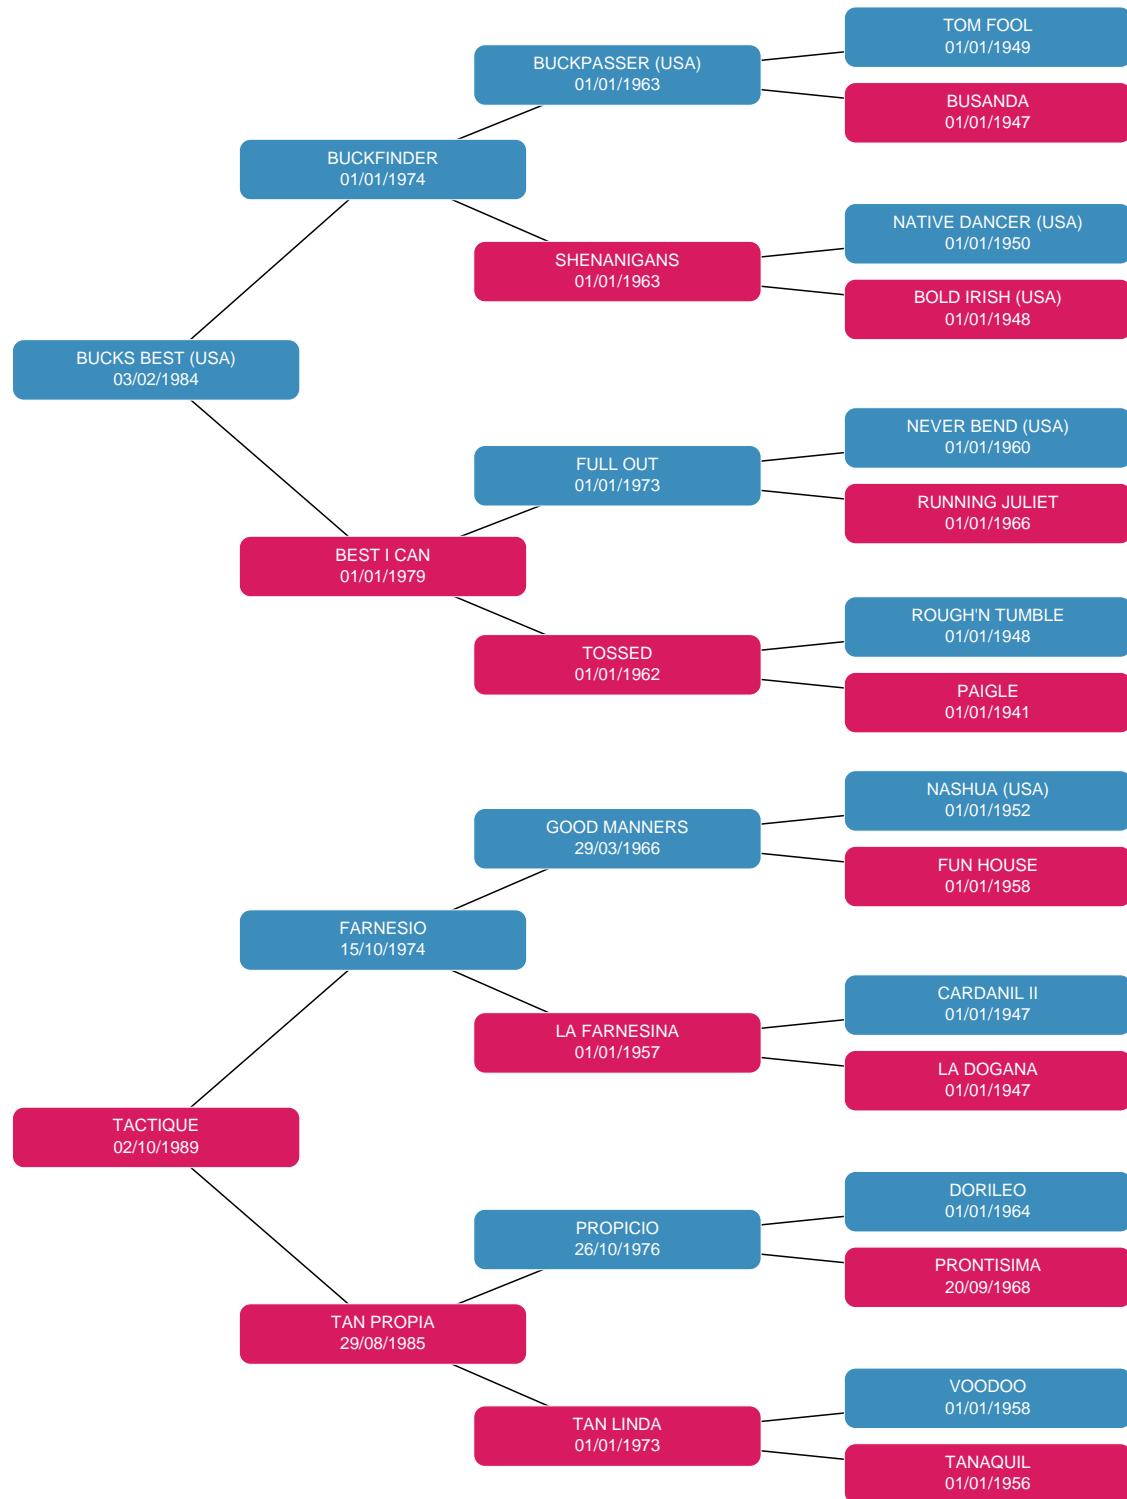 TOM FOOL
01/01/1949
BUCKPASSER (USA)
01/01/1963
BUSANDA
01/01/1947
BUCKFINDER
01/01/1974
NATIVE DANCER (USA)
01/01/1950
SHENANIGANS
01/01/1963
BOLD IRISH (USA)
01/01/1948
BUCKS BEST (USA)
03/02/1984
NEVER BEND (USA)
01/01/1960
FULL OUT
01/01/1973
RUNNING JULIET
01/01/1966
BEST I CAN
01/01/1979
ROUGH'N TUMBLE
01/01/1948
TOSSED
01/01/1962
PAIGLE
01/01/1941
NASHUA (USA)
01/01/1952
GOOD MANNERS
29/03/1966
FUN HOUSE
01/01/1958
FARNESIO
15/10/1974
CARDANIL II
01/01/1947
LA FARNESINA
01/01/1957
LA DOGANA
01/01/1947
TACTIQUE
02/10/1989
DORILEO
01/01/1964
PROPICIO
26/10/1976
PRONTISIMA
20/09/1968
TAN PROPIA
29/08/1985
VOODOO
01/01/1958
TAN LINDA
01/01/1973
TANAQUIL
01/01/1956